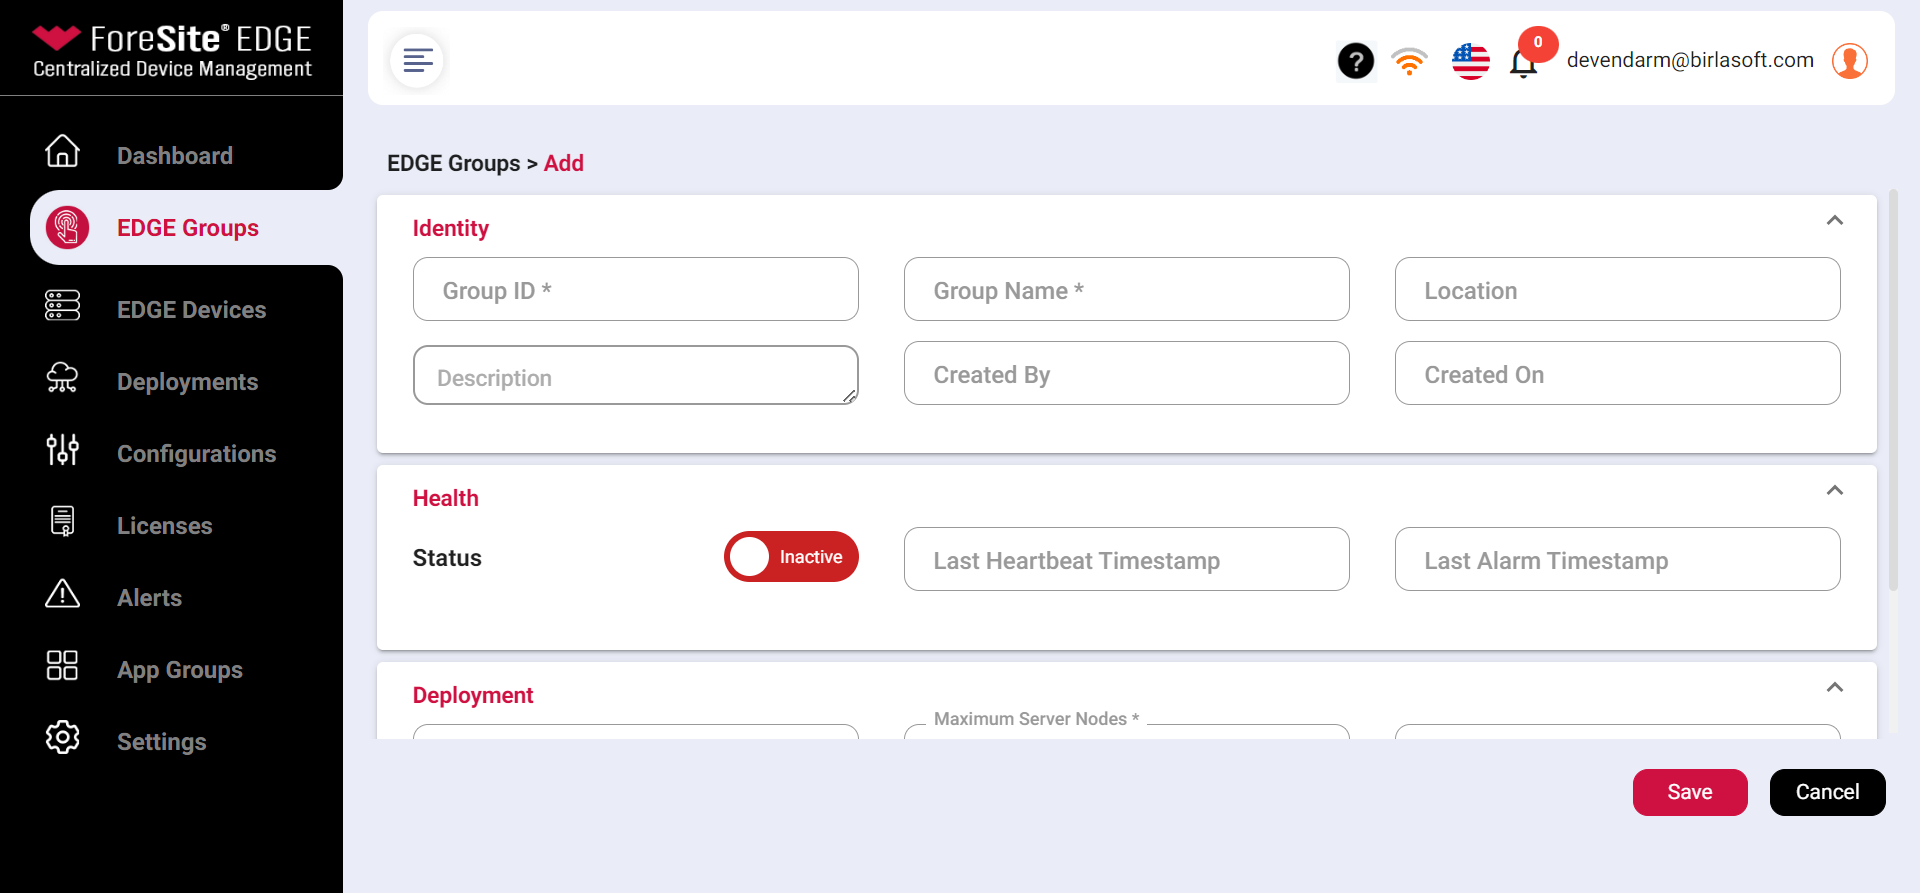 ForeSite® EDGE
Centralized Device Management
0
devendarm@birlasoft.com
Dashboard
EDGE Groups
EDGE Devices
Deployments
Configurations
Licenses
Alerts
App Groups
Settings
EDGE Groups > Add
Identity
Group ID *
Group Name *
Location
Description
Created By
Created On
Health
Status
Inactive
Last Heartbeat Timestamp
Last Alarm Timestamp
Deployment
Maximum Server Nodes *
Save
Cancel